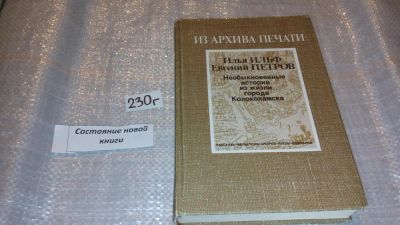 ИЗ АРХИВА ПЕЧАТИ
Илья ИЛЬФ
Евгений ПЕТРОВ
Необыкновенные
истории
из жизни
города
Колоколамска
230г
Состояние новой
книги